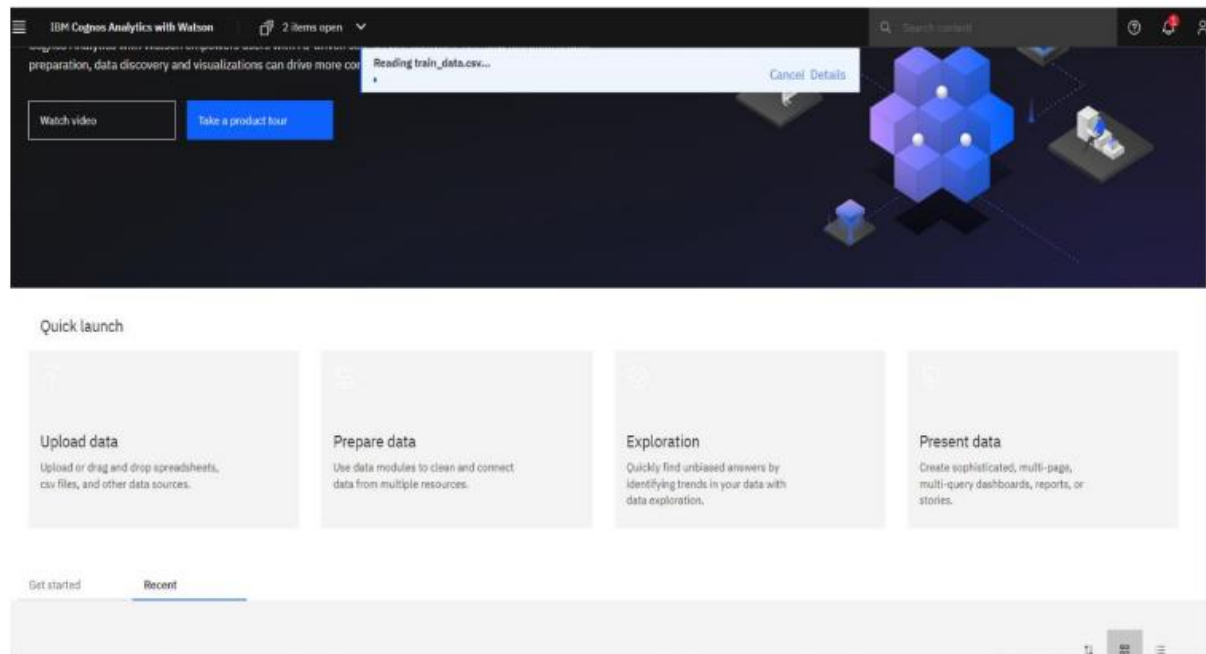 IBM Cognos Analytics with Watson
2 items open
Search content
1
preparation, data discovery and visualizations can drive more cor
Reading train_data.csv...
Cancel Details
Watch video
Take a product tour
Quick launch
Upload data
Upload or drag and drop spreadsheets,
csv files, and other data sources.
Prepare data
Use data modules to clean and connect
data from multiple resources.
Exploration
Quickly find unbiased answers by
identifying trends in your data with
data exploration.
Present data
Create sophisticated, multi-page,
multi-query dashboards, reports, or
stories.
Get started
Recent